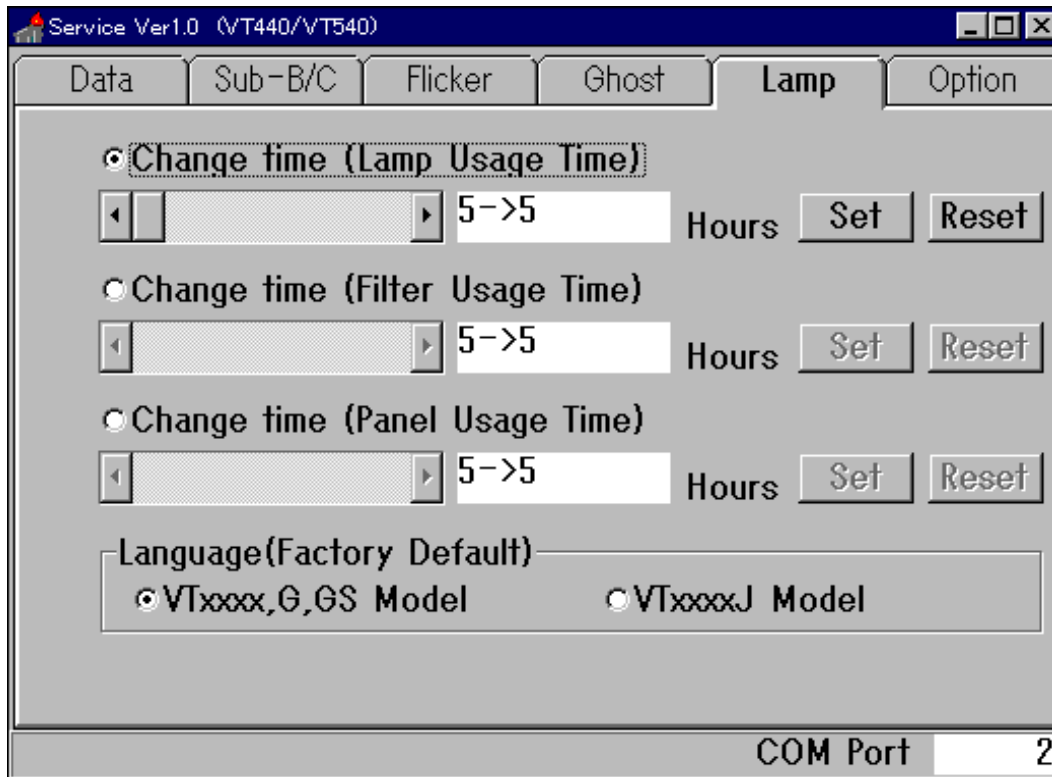 Service Ver1.0 (VT440/VT540)
Data Sub-B/C Flicker Ghost Lamp Option
Change time (Lamp Usage Time)
5->5 Hours Set Reset
Change time (Filter Usage Time)
5->5 Hours Set Reset
Change time (Panel Usage Time)
5->5 Hours Set Reset
Language(Factory Default)
VTxxxx,G,GS Model VTxxxxJ Model
COM Port 2